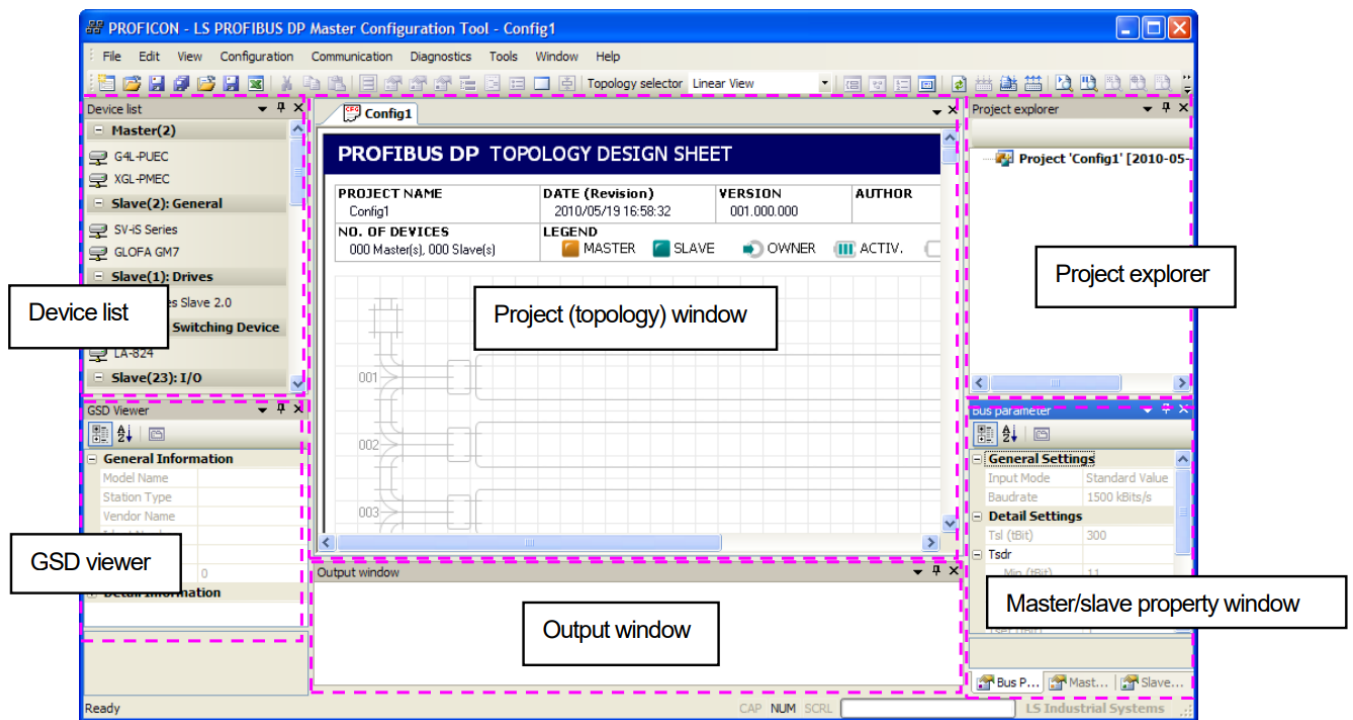 PROFICON - LS PROFIBUS DP Master Configuration Tool - Config1
File Edit View Configuration Communication Diagnostics Tools Window Help
Topology selector Linear View
Device list
Master(2)
G4L-PUEC
XGL-PMEC
Slave(2): General
SV-iS Series
GLOFA GM7
Slave(1): Drives
es Slave 2.0
Switching Device
LA-824
Slave(23): I/O
Device list
GSD Viewer
General Information
Model Name
Station Type
Vendor Name
0
Detail Information
GSD viewer
Config1
PROFIBUS DP TOPOLOGY DESIGN SHEET
PROJECT NAME DATE (Revision) VERSION AUTHOR
Config1 2010/05/19 16:58:32 001.000.000
NO. OF DEVICES LEGEND
000 Master(s), 000 Slave(s) MASTER SLAVE OWNER ACTIV.
Project (topology) window
001
002
003
Output window
Output window
Project explorer
Project 'Config1' [2010-05-
Project explorer
Bus parameter
General Settings
Input Mode Standard Value
Baudrate 1500 kBits/s
Detail Settings
Tsl (tBit) 300
Tsdr
Min (tBit) 11
Master/slave property window
Tset (tBit) 1
Bus P... Mast... Slave...
Ready CAP NUM SCRL LS Industrial Systems